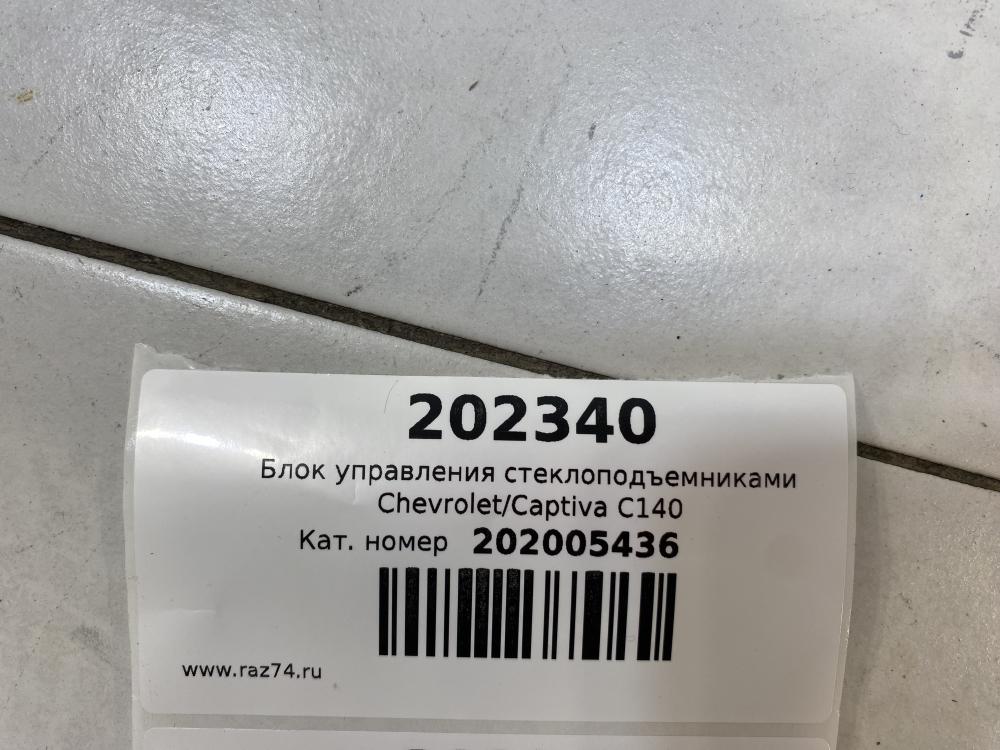 202340
Блок управления стеклоподъемниками
Chevrolet/Captiva C140
Кат. номер 202005436
www.raz74.ru